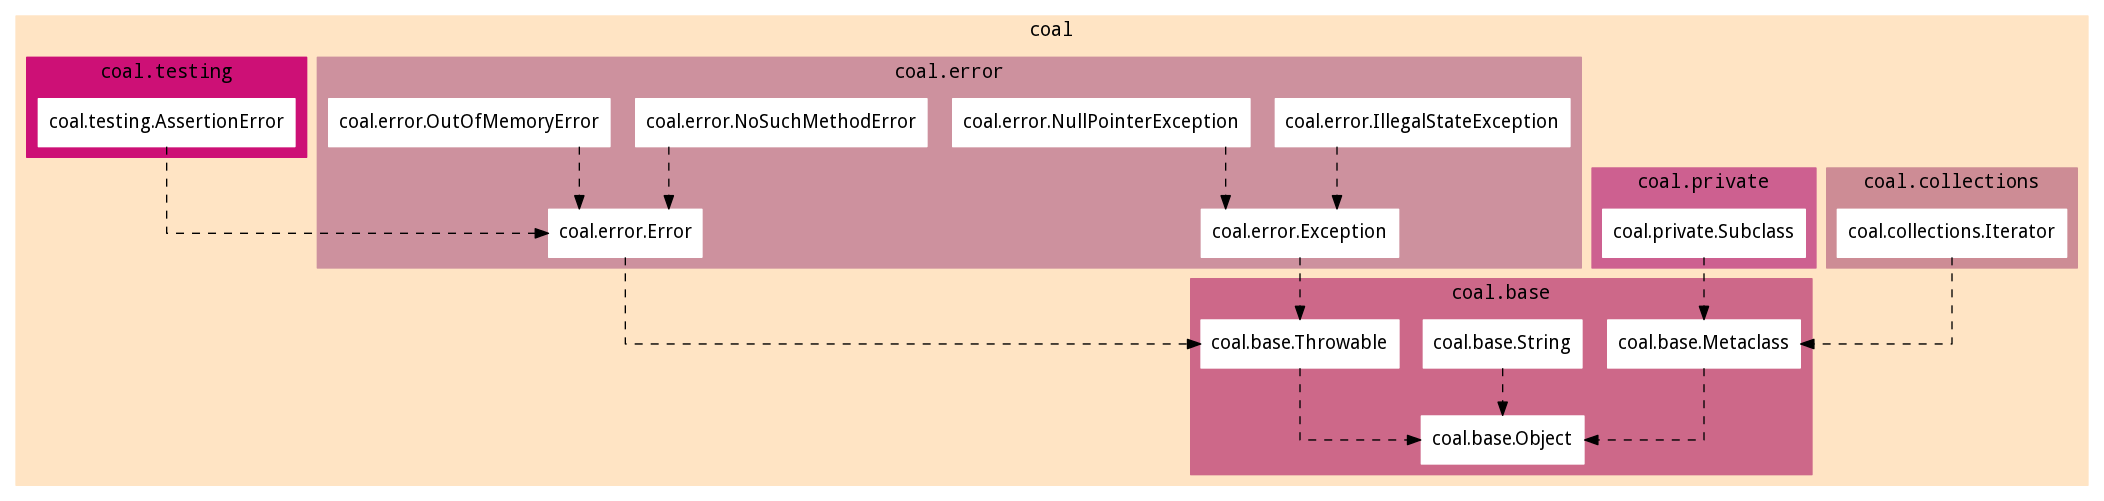 coal
coal.testing
coal.error
coal.testing.AssertionError
coal.error.OutOfMemoryError
coal.error.NoSuchMethodError
coal.error.NullPointerException
coal.error.IllegalStateException
coal.private
coal.collections
coal.error.Error
coal.error.Exception
coal.private.Subclass
coal.collections.Iterator
coal.base
coal.base.Throwable
coal.base.String
coal.base.Metaclass
coal.base.Object